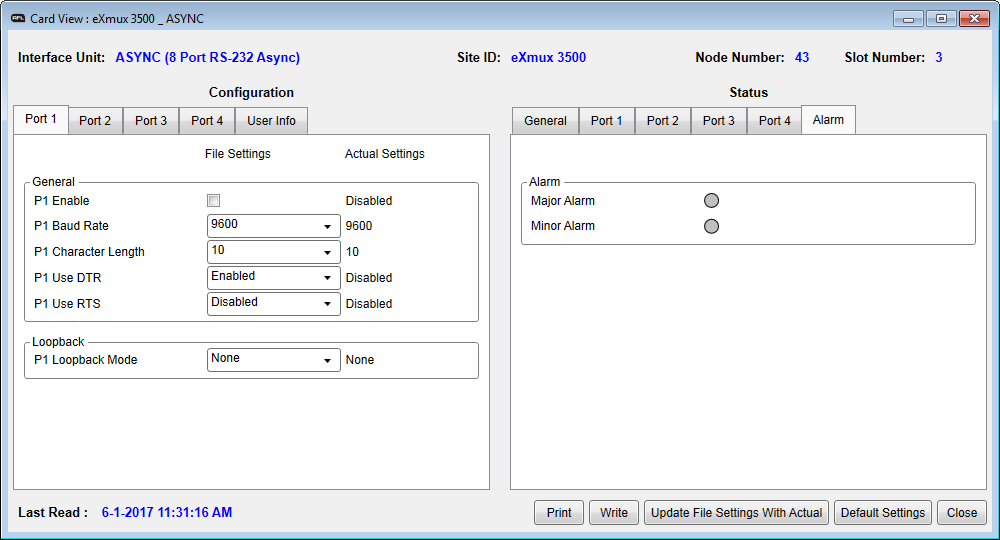 AFL Card View : eXmux 3500 _ ASYNC
Interface Unit: ASYNC (8 Port RS-232 Async) Site ID: eXmux 3500 Node Number: 43 Slot Number: 3
Configuration Status
Port 1 Port 2 Port 3 Port 4 User Info General Port 1 Port 2 Port 3 Port 4 Alarm
File Settings Actual Settings
General Alarm
P1 Enable Disabled Major Alarm
P1 Baud Rate 9600 9600 Minor Alarm
P1 Character Length 10 10
P1 Use DTR Enabled Disabled
P1 Use RTS Disabled Disabled
Loopback
P1 Loopback Mode None None
Last Read : 6-1-2017 11:31:16 AM Print Write Update File Settings With Actual Default Settings Close